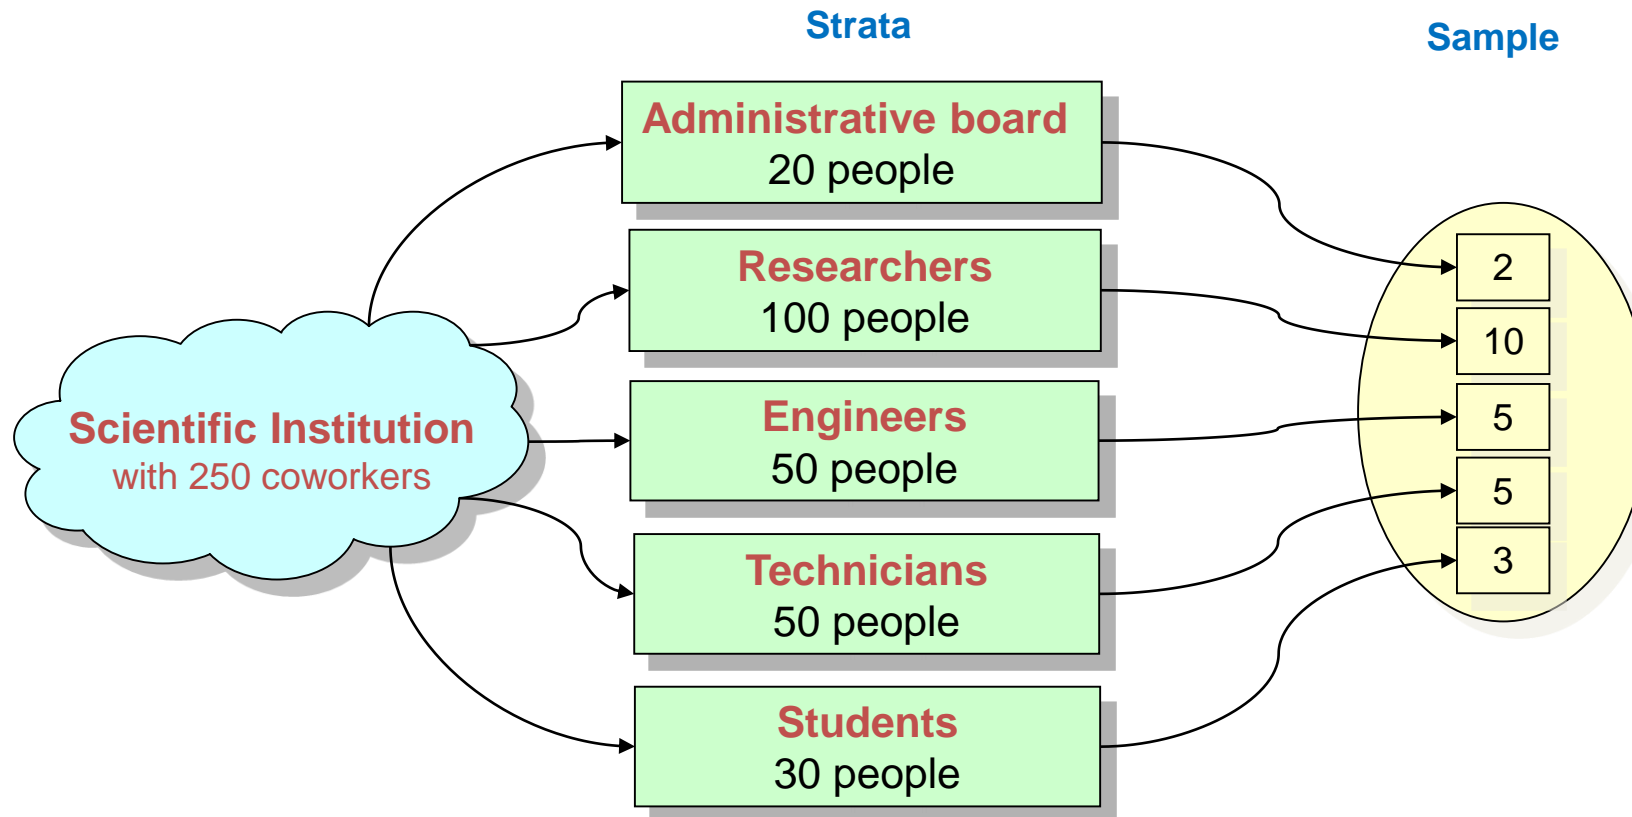 Strata
Sample
Scientific Institution
with 250 coworkers
Administrative board
20 people
Researchers
100 people
Engineers
50 people
Technicians
50 people
Students
30 people
2
10
5
5
3